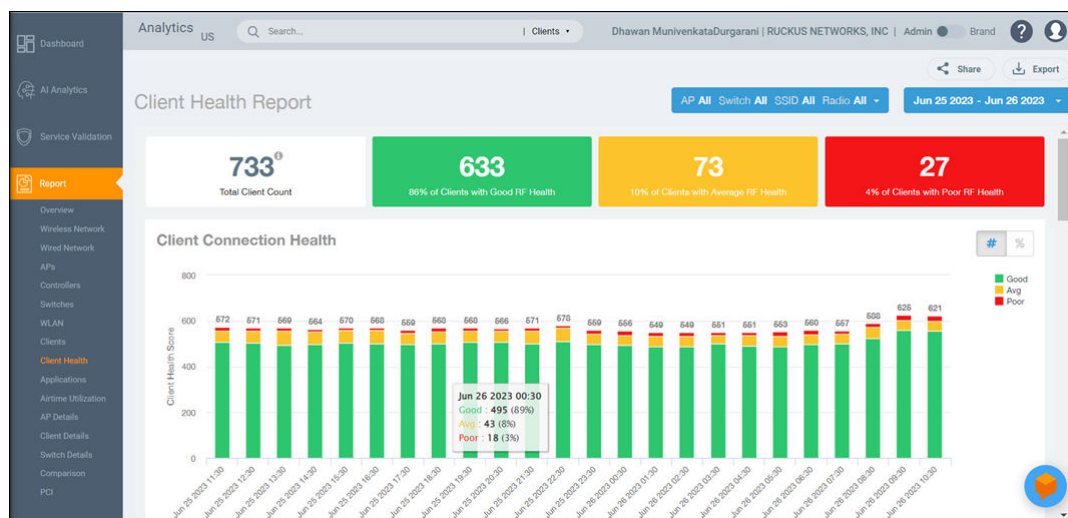 Analytics US
Search...
| Clients
Dhawan MunivenkataDurgarani | RUCKUS NETWORKS, INC | Admin Brand
?
Dashboard
AI Analytics
Service Validation
Report
Overview
Wireless Network
Wired Network
APs
Controllers
Switches
WLAN
Clients
Client Health
Applications
Airtime Utilization
AP Details
Client Details
Switch Details
Comparison
PCI
Share Export
Client Health Report
AP All Switch All SSID All Radio All
Jun 25 2023 - Jun 26 2023
733
Total Client Count
633
86% of Clients with Good RF Health
73
10% of Clients with Average RF Health
27
4% of Clients with Poor RF Health
Client Connection Health
# %
Good
Avg
Poor
Client Health Score
800
600
400
200
0
572 571 569 564 570 568 559 568 568 566 571 578 559 556 549 549 551 551 553 560 557 588 626 621
Jun 26 2023 00:30
Good : 495 (89%)
Avg : 43 (8%)
Poor : 18 (3%)
Jun 25 2023 11:30
Jun 25 2023 12:30
Jun 25 2023 13:30
Jun 25 2023 14:30
Jun 25 2023 15:30
Jun 25 2023 16:30
Jun 25 2023 17:30
Jun 25 2023 18:30
Jun 25 2023 19:30
Jun 25 2023 20:30
Jun 25 2023 21:30
Jun 25 2023 22:30
Jun 25 2023 23:30
Jun 26 2023 00:30
Jun 26 2023 01:30
Jun 26 2023 02:30
Jun 26 2023 03:30
Jun 26 2023 04:30
Jun 26 2023 05:30
Jun 26 2023 06:30
Jun 26 2023 07:30
Jun 26 2023 08:30
Jun 26 2023 09:30
Jun 26 2023 10:30